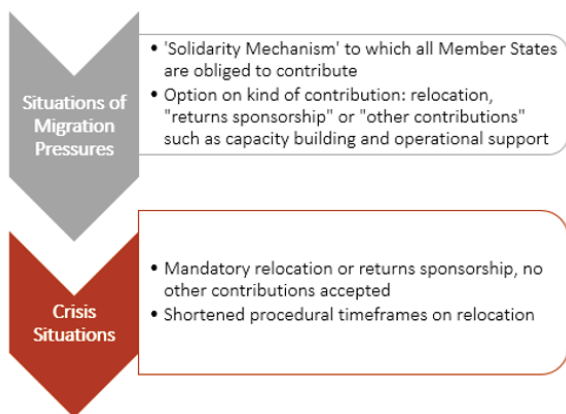 Situations of
Migration
Pressures
• 'Solidarity Mechanism' to which all Member States
are obliged to contribute
• Option on kind of contribution: relocation,
"returns sponsorship" or "other contributions"
such as capacity building and operational support
Crisis
Situations
• Mandatory relocation or returns sponsorship, no
other contributions accepted
• Shortened procedural timeframes on relocation